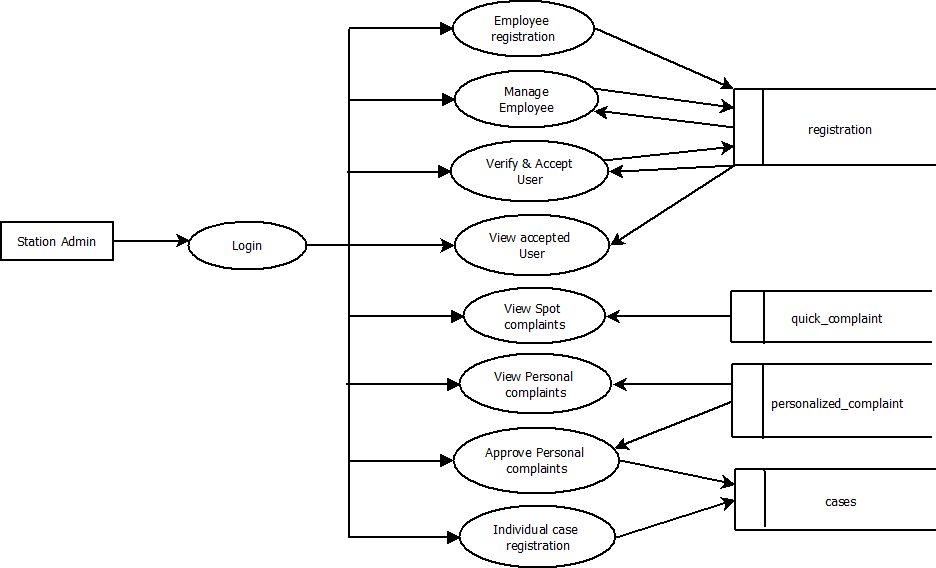 Employee
registration
Manage
Employee
registration
Verify & Accept
User
Station Admin
Login
View accepted
User
View Spot
complaints
quick_complaint
View Personal
complaints
personalized_complaint
Approve Personal
complaints
cases
Individual case
registration